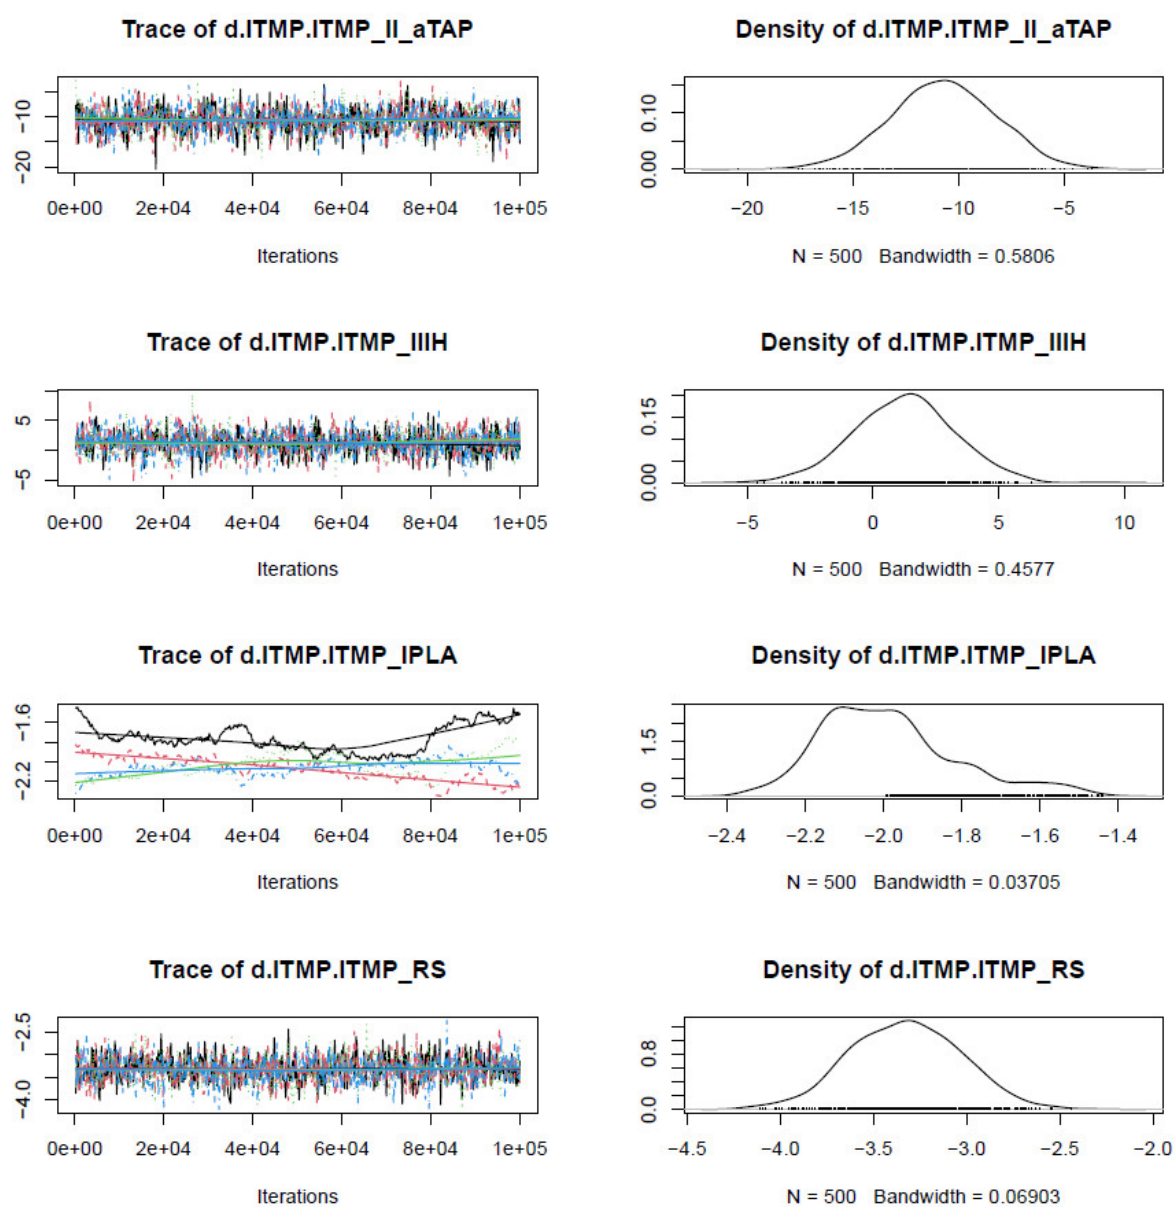 Trace of d.ITMP.ITMP_II_aTAP
Density of d.ITMP.ITMP_II_aTAP
−10
−20
0e+00 2e+04 4e+04 6e+04 8e+04 1e+05
Iterations
0.10
0.00
−20 −15 −10 −5
N = 500 Bandwidth = 0.5806
Trace of d.ITMP.ITMP_IIIH
Density of d.ITMP.ITMP_IIIH
5
−5
0e+00 2e+04 4e+04 6e+04 8e+04 1e+05
Iterations
0.15
0.00
−5 0 5 10
N = 500 Bandwidth = 0.4577
Trace of d.ITMP.ITMP_IPLA
Density of d.ITMP.ITMP_IPLA
−1.6
−2.2
0e+00 2e+04 4e+04 6e+04 8e+04 1e+05
Iterations
1.5
0.0
−2.4 −2.2 −2.0 −1.8 −1.6 −1.4
N = 500 Bandwidth = 0.03705
Trace of d.ITMP.ITMP_RS
Density of d.ITMP.ITMP_RS
−2.5
−4.0
0e+00 2e+04 4e+04 6e+04 8e+04 1e+05
Iterations
0.8
0.0
−4.5 −4.0 −3.5 −3.0 −2.5 −2.0
N = 500 Bandwidth = 0.06903